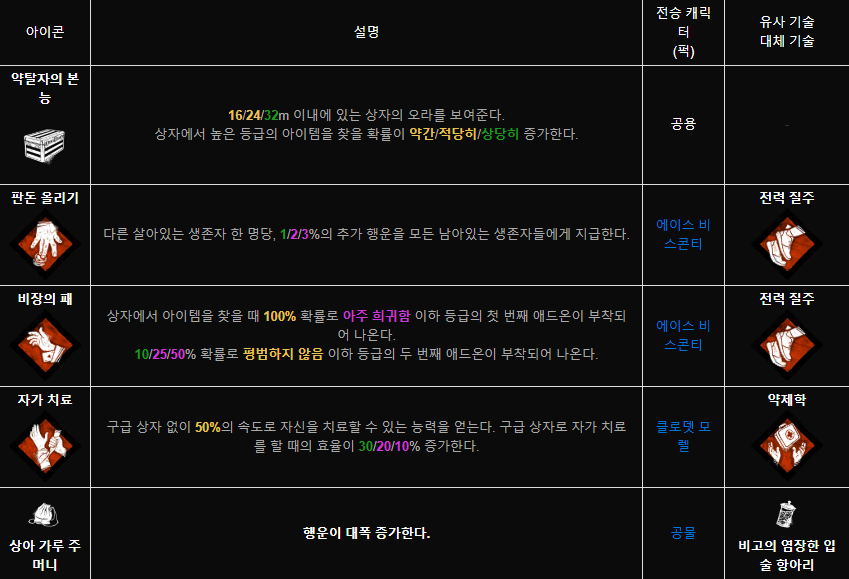 아이콘
설명
전승 캐릭
터
(퍽)
유사 기술
대체 기술
약탈자의 본
능
16/24/32m 이내에 있는 상자의 오라를 보여준다.
상자에서 높은 등급의 아이템을 찾을 확률이 약간/적당히/상당히 증가한다.
공용
-
판돈 올리기
다른 살아있는 생존자 한 명당, 1/2/3%의 추가 행운을 모든 남아있는 생존자들에게 지급한다.
에이스 비
스콘티
전력 질주
비장의 패
상자에서 아이템을 찾을 때 100% 확률로 아주 희귀함 이하 등급의 첫 번째 애드온이 부착되
어 나온다.
10/25/50% 확률로 평범하지 않음 이하 등급의 두 번째 애드온이 부착되어 나온다.
에이스 비
스콘티
전력 질주
자가 치료
구급 상자 없이 50%의 속도로 자신을 치료할 수 있는 능력을 얻는다. 구급 상자로 자가 치료
를 할 때의 효율이 30/20/10% 증가한다.
클로뎃 모
렐
약제학
상아 가루 주
머니
행운이 대폭 증가한다.
공물
비고의 염장한 입
술 항아리